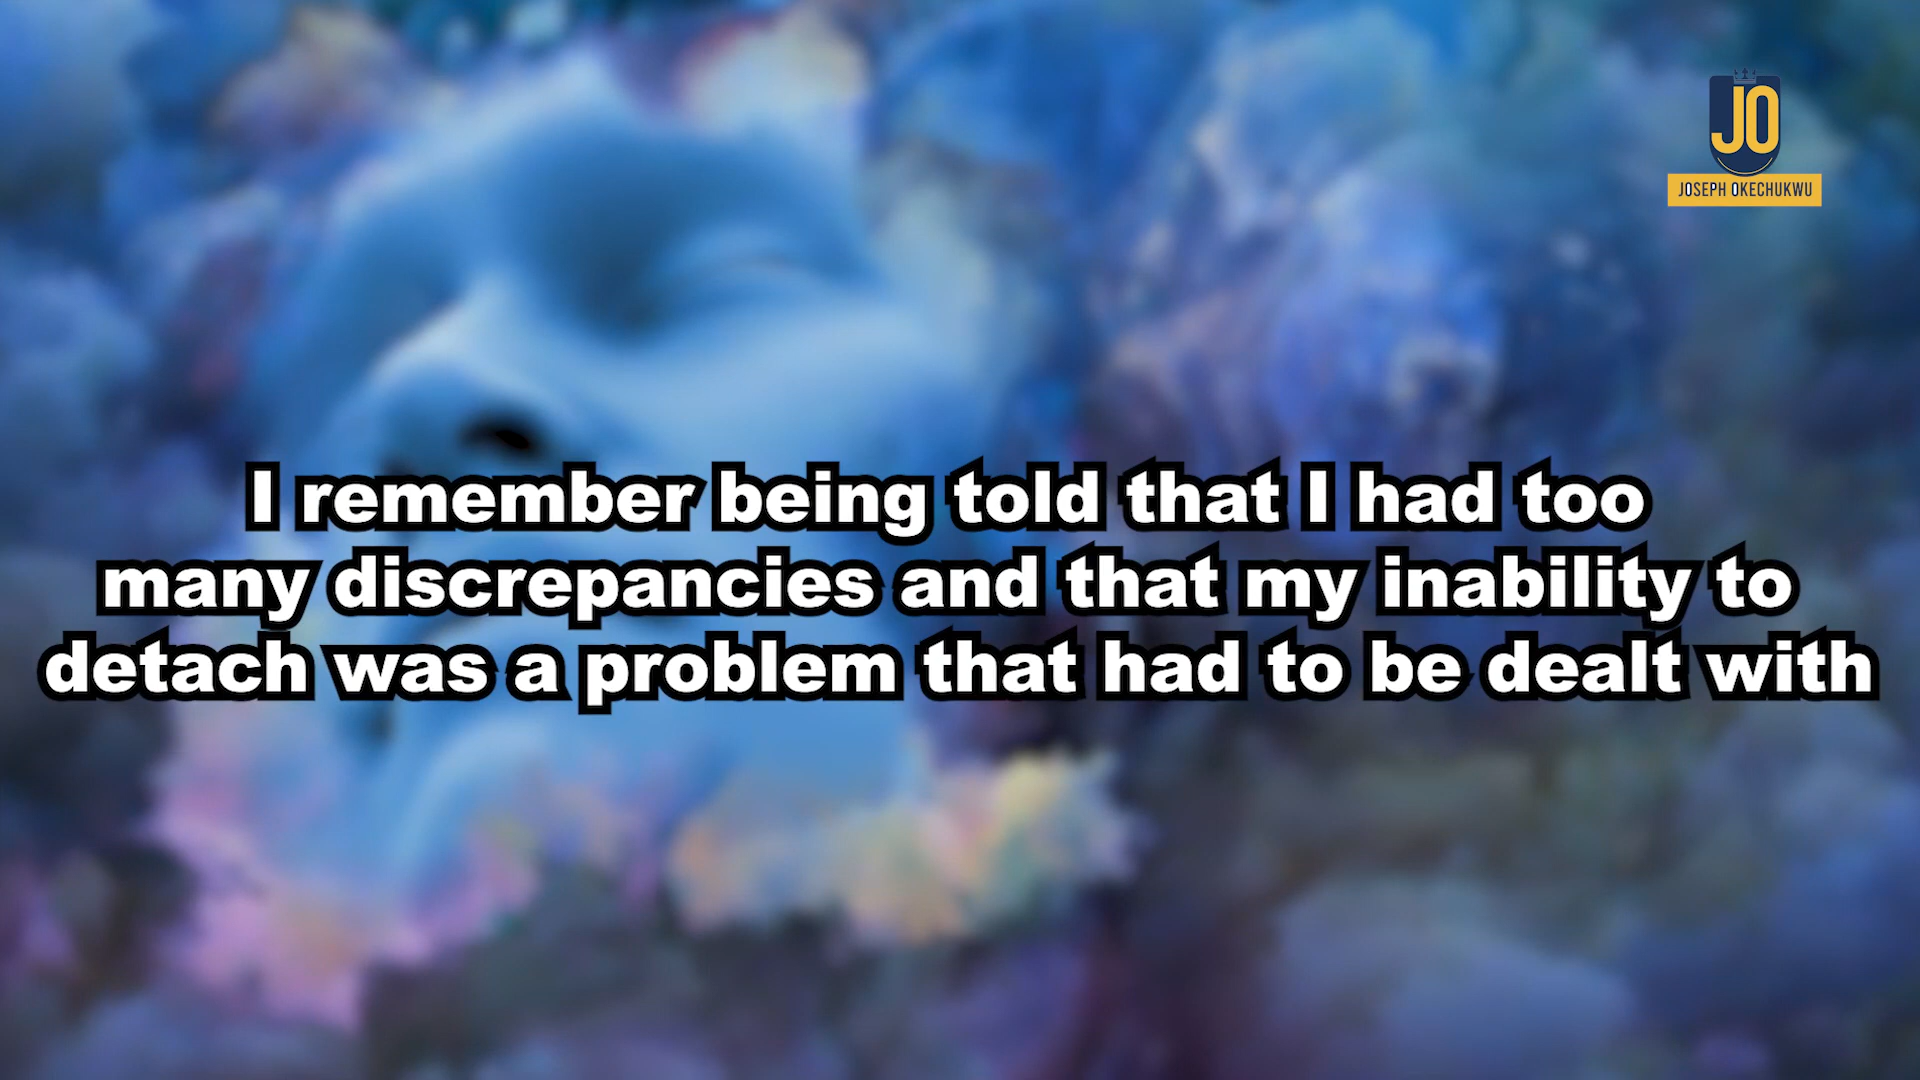 JO
JOSEPH OKECHUKWU
I remember being told that I had too
many discrepancies and that my inability to
detach was a problem that had to be dealt with